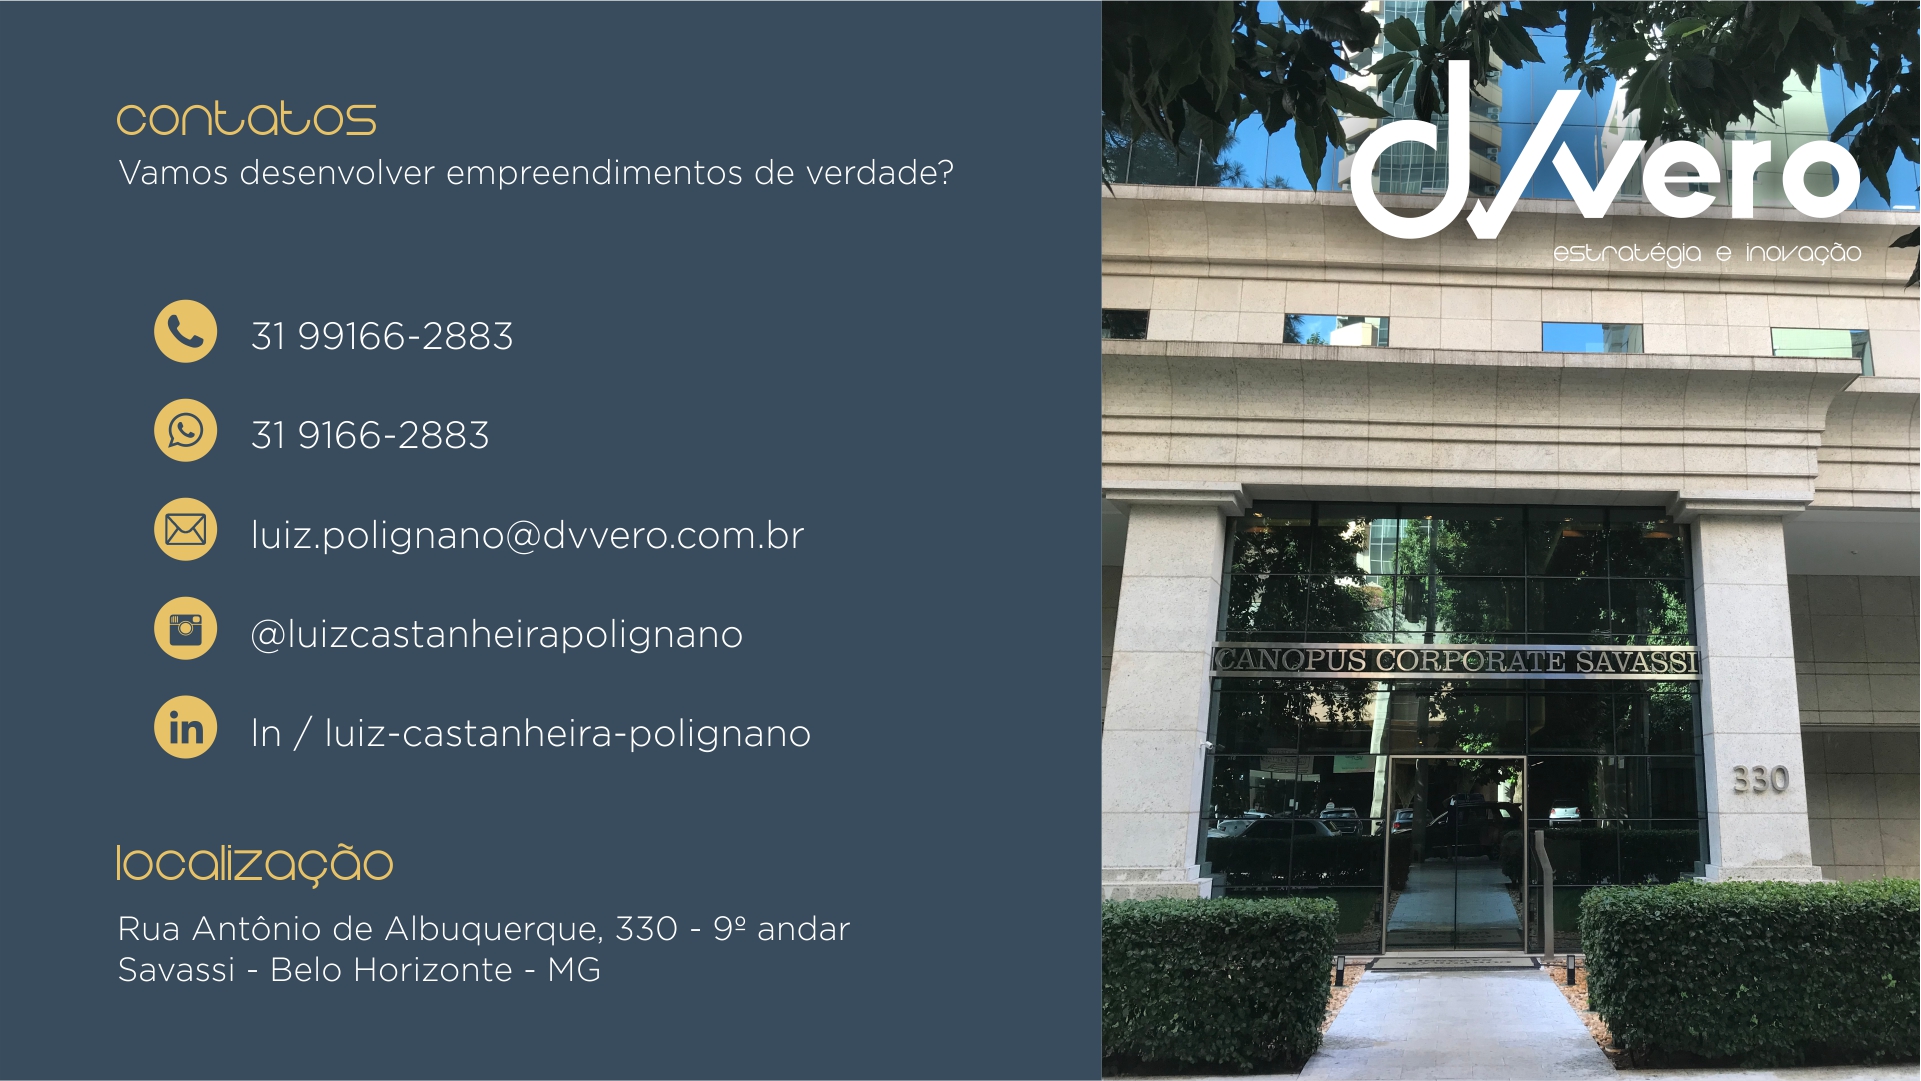 contatos
Vamos desenvolver empreendimentos de verdade?
31 99166-2883
31 9166-2883
luiz.polignano@dvvero.com.br
@luizcastanheirapolignano
in
In / luiz-castanheira-polignano
localização
Rua Antônio de Albuquerque, 330 - 9º andar
Savassi - Belo Horizonte - MG
dvvero
estratégia e inovação
CANOPUS CORPORATE SAVASSI
330